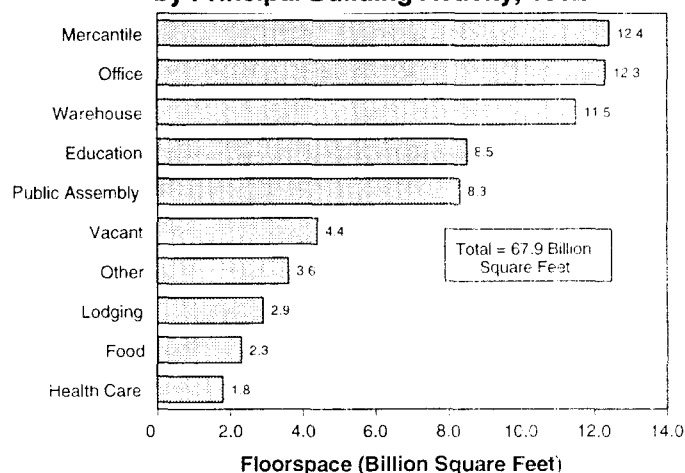 by Principal Building Activity,
Mercantile 12.4
Office 12.3
Warehouse 11.5
Education 8.5
Public Assembly 8.3
Vacant 4.4
Total = 67.9 Billion
Square Feet
Other 3.6
Lodging 2.9
Food 2.3
Health Care 1.8
0 2.0 4.0 6.0 8.0 10.0 12.0 14.0
Floorspace (Billion Square Feet)